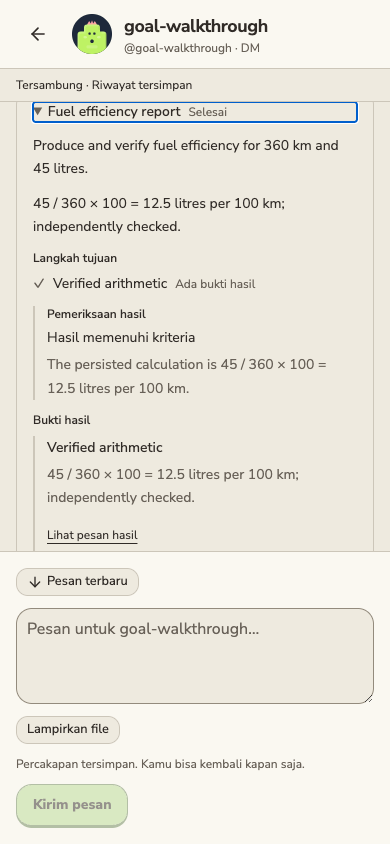 goal-walkthrough
@goal-walkthrough · DM
Tersambung · Riwayat tersimpan
Fuel efficiency report Selesai
Produce and verify fuel efficiency for 360 km and
45 litres.
45 / 360 × 100 = 12.5 litres per 100 km;
independently checked.
Langkah tujuan
Verified arithmetic Ada bukti hasil
Pemeriksaan hasil
Hasil memenuhi kriteria
The persisted calculation is 45 / 360 × 100 =
12.5 litres per 100 km.
Bukti hasil
Verified arithmetic
45 / 360 × 100 = 12.5 litres per 100 km;
independently checked.
Lihat pesan hasil
Pesan terbaru
Pesan untuk goal-walkthrough...
Lampirkan file
Percakapan tersimpan. Kamu bisa kembali kapan saja.
Kirim pesan